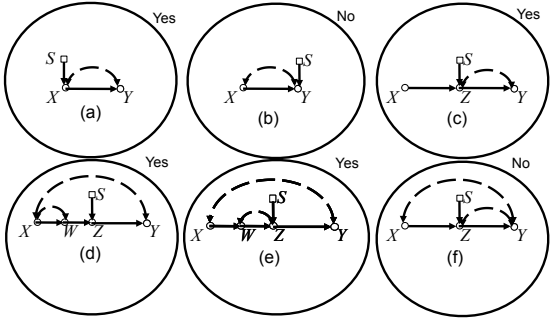 Yes
S
X Y
(a)
No
S
X Y
(b)
Yes
S
X Z Y
(c)
Yes
S
X W Z Y
(d)
Yes
S
X W Z Y
(e)
No
S
X Z Y
(f)